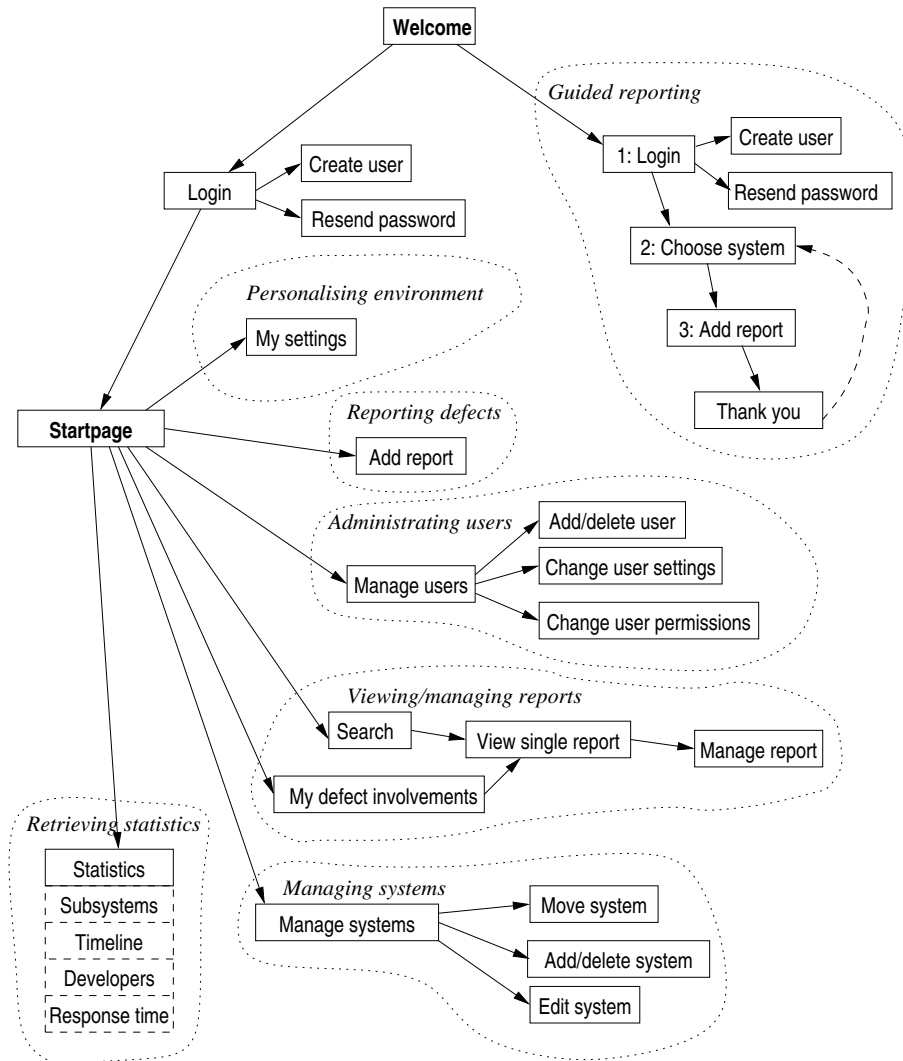 Welcome
Guided reporting
1: Login
Create user
Resend password
2: Choose system
3: Add report
Thank you
Login
Create user
Resend password
Personalising environment
My settings
Startpage
Reporting defects
Add report
Administrating users
Manage users
Add/delete user
Change user settings
Change user permissions
Viewing/managing reports
Search
View single report
Manage report
My defect involvements
Retrieving statistics
Statistics
Subsystems
Timeline
Developers
Response time
Managing systems
Manage systems
Move system
Add/delete system
Edit system